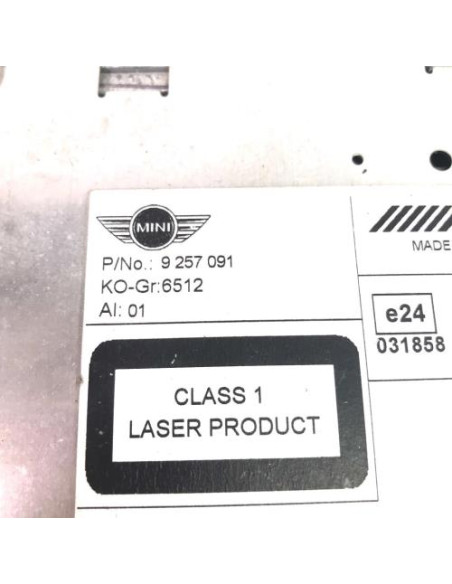 MINI
P/No.: 9 257 091
KO-Gr:6512
AI: 01
MADE
e24
031858
CLASS 1
LASER PRODUCT